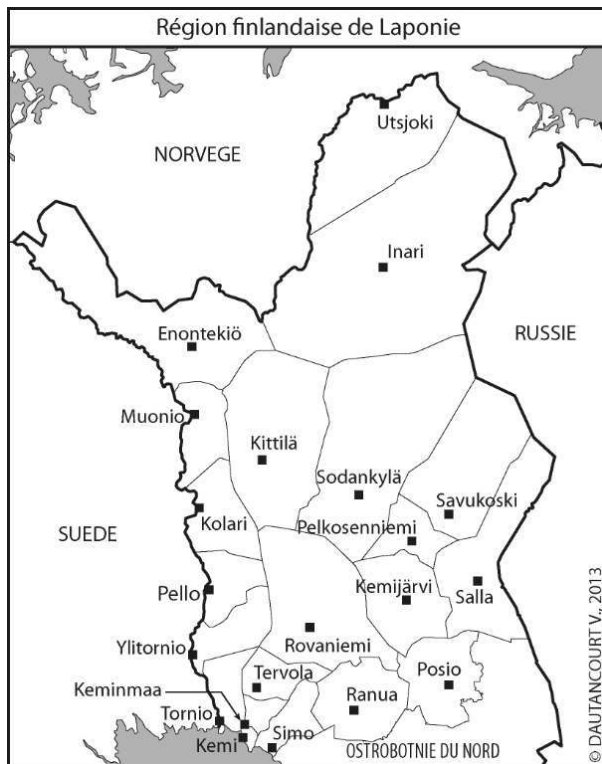 Région finlandaise de Laponie
Utsjoki
NORVEGE
Inari
Enontekiö
RUSSIE
Muonio
Kittilä
Sodankylä
Savukoski
Kolari
Pelkosenniemi
SUEDE
Kemijärvi
Salla
Pello
Rovaniemi
Ylitornio
Tervola
Posio
Keminmaa
Ranua
Tornio
Simo
Kemi
OSTROBOTNIE DU NORD
© DAUTANCOURT V., 2013